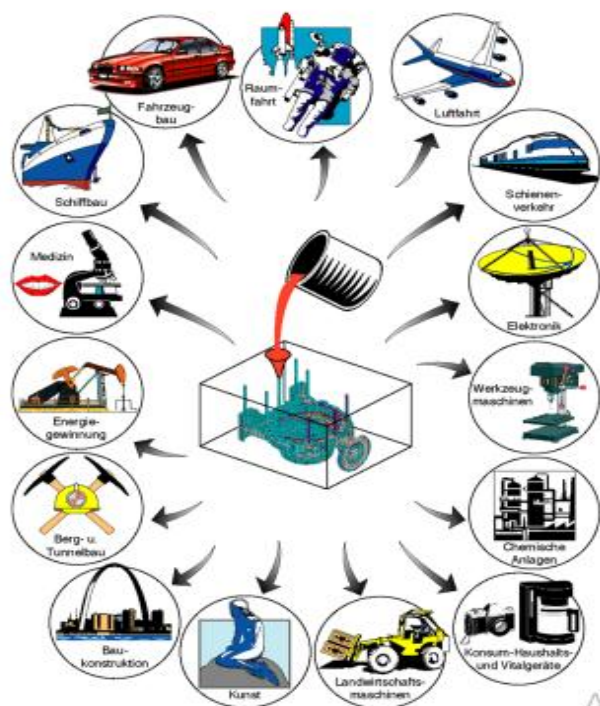 Fahrzeug-
bau
Raum-
fahrt
Luftfahrt
Schiffbau
Schienen-
verkehr
Medizin
Elektronik
Werkzeug-
maschinen
Energie-
gewinnung
Berg- u.
Tunnelbau
Chemische
Anlagen
Bau-
konstruktion
Kunst
Landwirtschafts-
maschinen
Konsum-Haushalts-
und Vitalgeräte